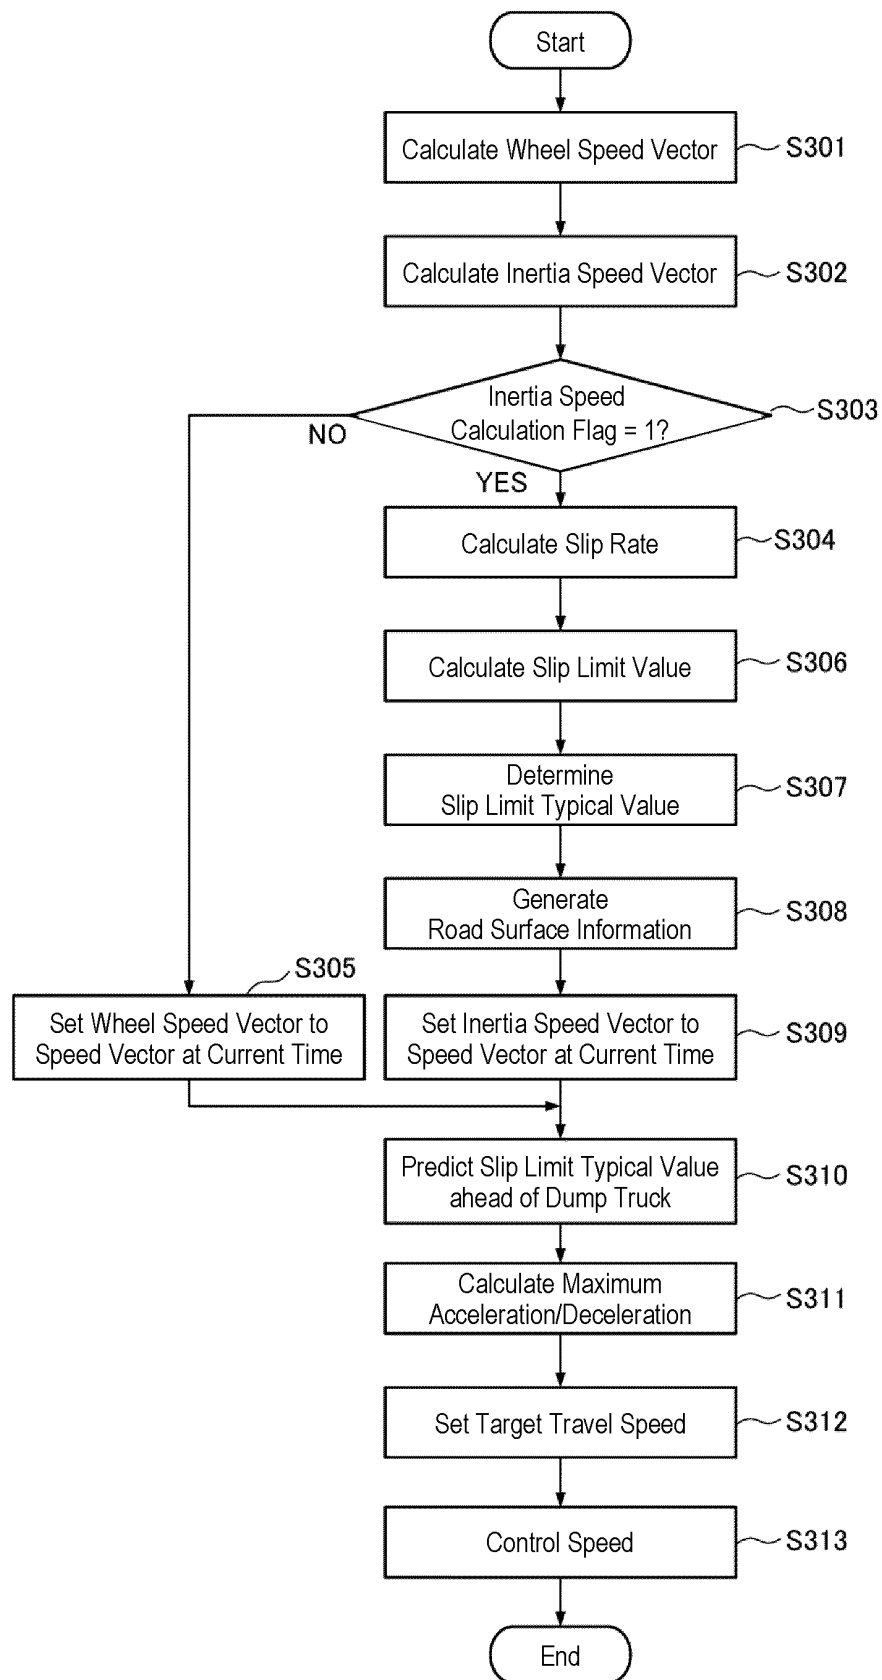 Start
Calculate Wheel Speed Vector
S301
Calculate Inertia Speed Vector
S302
Inertia Speed
Calculation Flag = 1?
S303
NO
YES
Calculate Slip Rate
S304
Calculate Slip Limit Value
S306
Determine
Slip Limit Typical Value
S307
Generate
Road Surface Information
S308
S305
Set Wheel Speed Vector to
Speed Vector at Current Time
Set Inertia Speed Vector to
Speed Vector at Current Time
S309
Predict Slip Limit Typical Value
ahead of Dump Truck
S310
Calculate Maximum
Acceleration/Deceleration
S311
Set Target Travel Speed
S312
Control Speed
S313
End